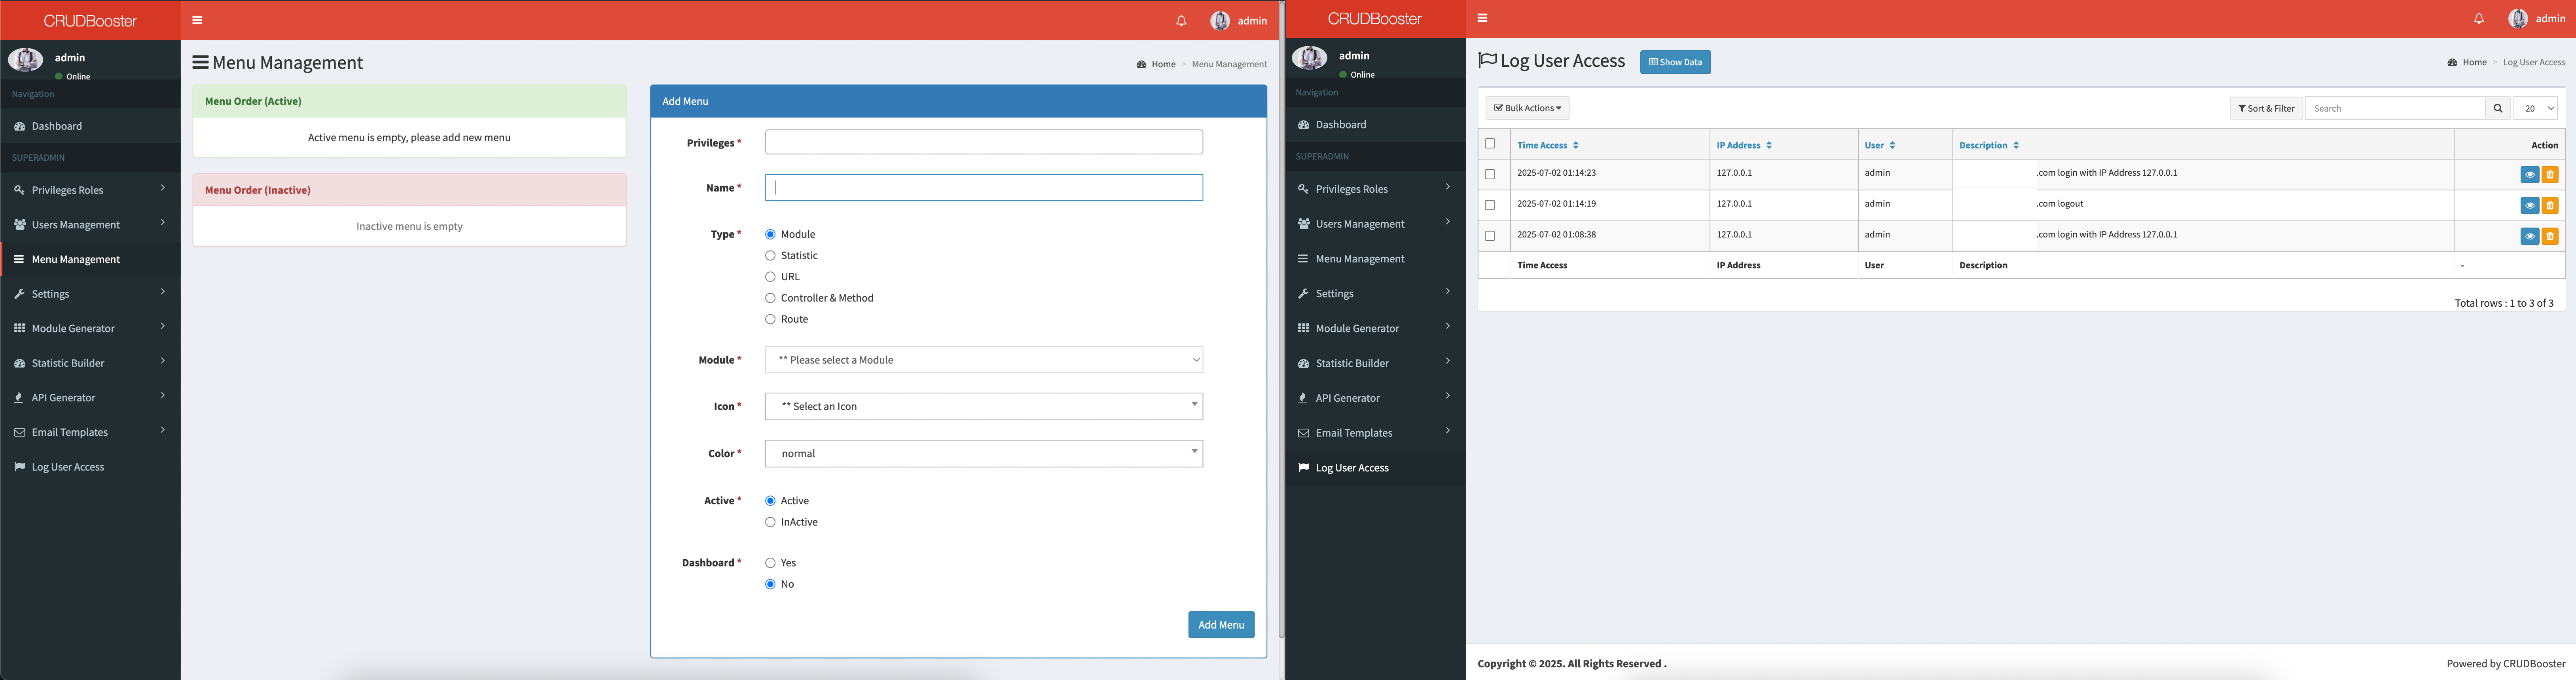 CRUDBooster
admin
admin
Online
Navigation
Dashboard
SUPERADMIN
Privileges Roles
Users Management
Menu Management
Settings
Module Generator
Statistic Builder
API Generator
Email Templates
Log User Access
Menu Management
Home > Menu Management
Menu Order (Active)
Active menu is empty, please add new menu
Menu Order (Inactive)
Inactive menu is empty
Add Menu
Privileges *
Name *
Type *
Module
Statistic
URL
Controller & Method
Route
Module * ** Please select a Module
Icon * ** Select an Icon
Color * normal
Active *
Active
InActive
Dashboard *
Yes
No
Add Menu
CRUDBooster
admin
admin
Online
Navigation
Dashboard
SUPERADMIN
Privileges Roles
Users Management
Menu Management
Settings
Module Generator
Statistic Builder
API Generator
Email Templates
Log User Access
Log User Access Show Data
Home > Log User Access
Bulk Actions Sort & Filter Search 20
Time Access IP Address User Description Action
2025-07-02 01:14:23 127.0.0.1 admin .com login with IP Address 127.0.0.1
2025-07-02 01:14:19 127.0.0.1 admin .com logout
2025-07-02 01:08:38 127.0.0.1 admin .com login with IP Address 127.0.0.1
Time Access IP Address User Description -
Total rows : 1 to 3 of 3
Copyright © 2025. All Rights Reserved .
Powered by CRUDBooster